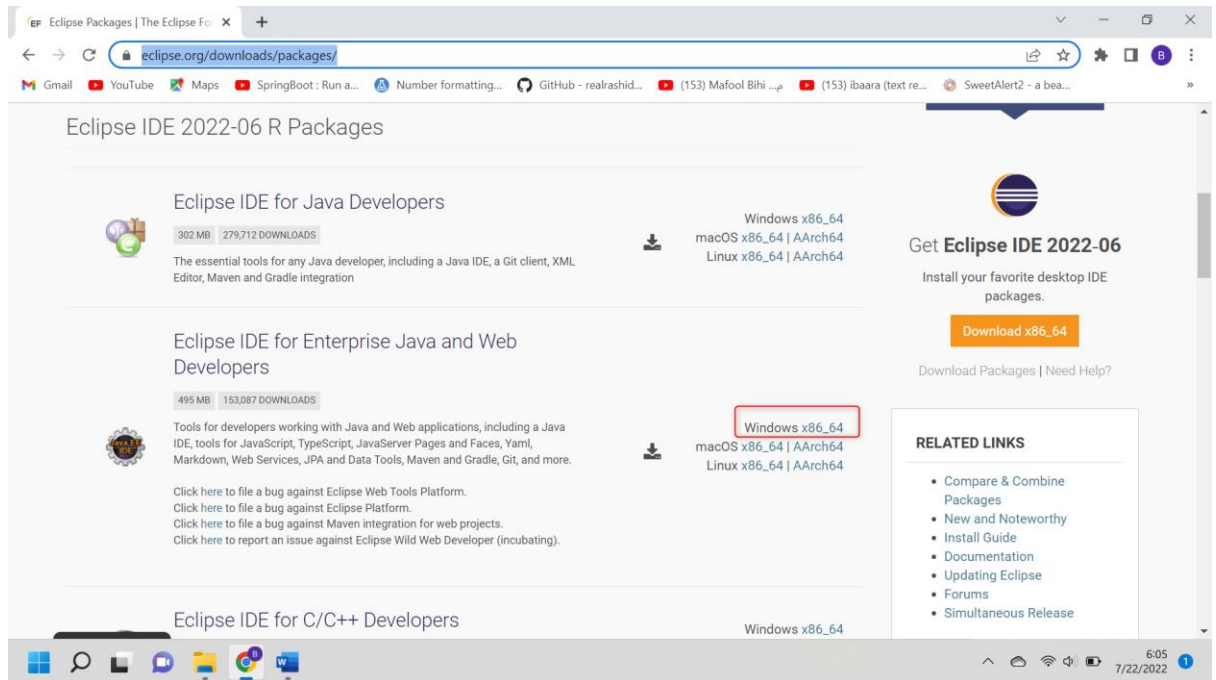 EF Eclipse Packages | The Eclipse Fo
eclipse.org/downloads/packages/
B
Gmail YouTube Maps SpringBoot : Run a... Number formatting... GitHub - realrashid... (153) Mafool Bihi ...م (153) ibaara (text re... SweetAlert2 - a bea... »
Eclipse IDE 2022-06 R Packages
Eclipse IDE for Java Developers
302 MB 279,712 DOWNLOADS
The essential tools for any Java developer, including a Java IDE, a Git client, XML
Editor, Maven and Gradle integration
Windows x86_64
macOS x86_64 | AArch64
Linux x86_64 | AArch64
Eclipse IDE for Enterprise Java and Web
Developers
495 MB 153,087 DOWNLOADS
Java EE
IDE
Tools for developers working with Java and Web applications, including a Java
IDE, tools for JavaScript, TypeScript, JavaServer Pages and Faces, Yaml,
Markdown, Web Services, JPA and Data Tools, Maven and Gradle, Git, and more.
Click here to file a bug against Eclipse Web Tools Platform.
Click here to file a bug against Eclipse Platform.
Click here to file a bug against Maven integration for web projects.
Click here to report an issue against Eclipse Wild Web Developer (incubating).
Windows x86_64
macOS x86_64 | AArch64
Linux x86_64 | AArch64
Eclipse IDE for C/C++ Developers
Windows x86_64
Get Eclipse IDE 2022-06
Install your favorite desktop IDE
packages.
Download x86_64
Download Packages | Need Help?
RELATED LINKS
Compare & Combine
Packages
New and Noteworthy
Install Guide
Documentation
Updating Eclipse
Forums
Simultaneous Release
6:05
7/22/2022
1